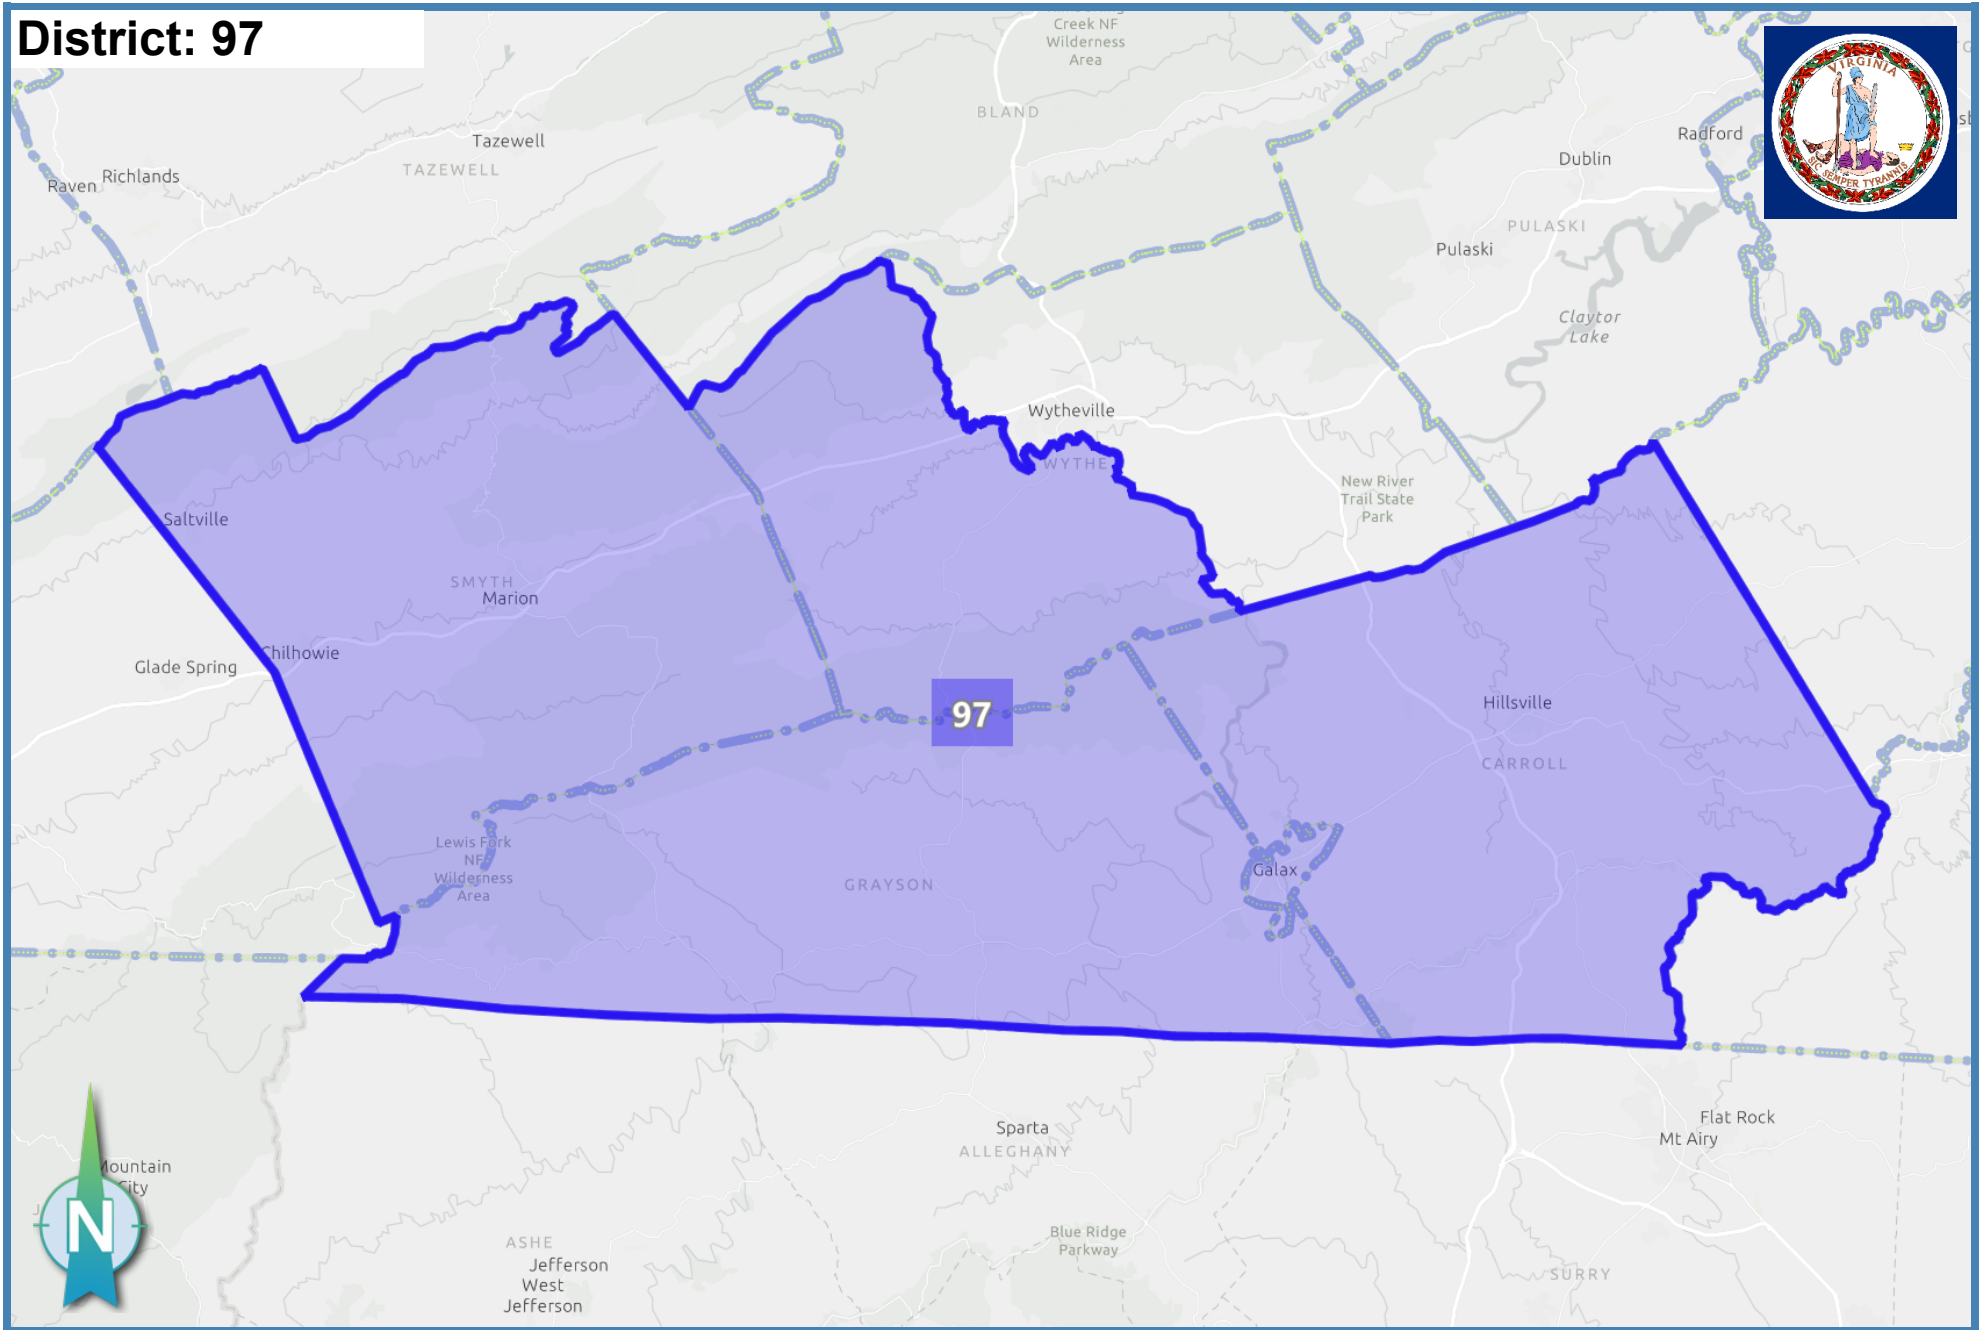 District: 97
Creek NF
Wilderness
Area
VIRGINIA
SIC SEMPER TYRANNIS
BLAND
Tazewell
TAZEWELL
Radford
Dublin
Raven
Richlands
PULASKI
Pulaski
Claytor
Lake
Wytheville
WYTHE
New River
Trail State
Park
Saltville
SMYTH
Marion
Chilhowie
Glade Spring
97
Hillsville
CARROLL
Lewis Fork
NF
Wilderness
Area
Galax
GRAYSON
Flat Rock
Mt Airy
Sparta
ALLEGHANY
Mountain
City
N
Blue Ridge
Parkway
ASHE
Jefferson
West
Jefferson
SURRY